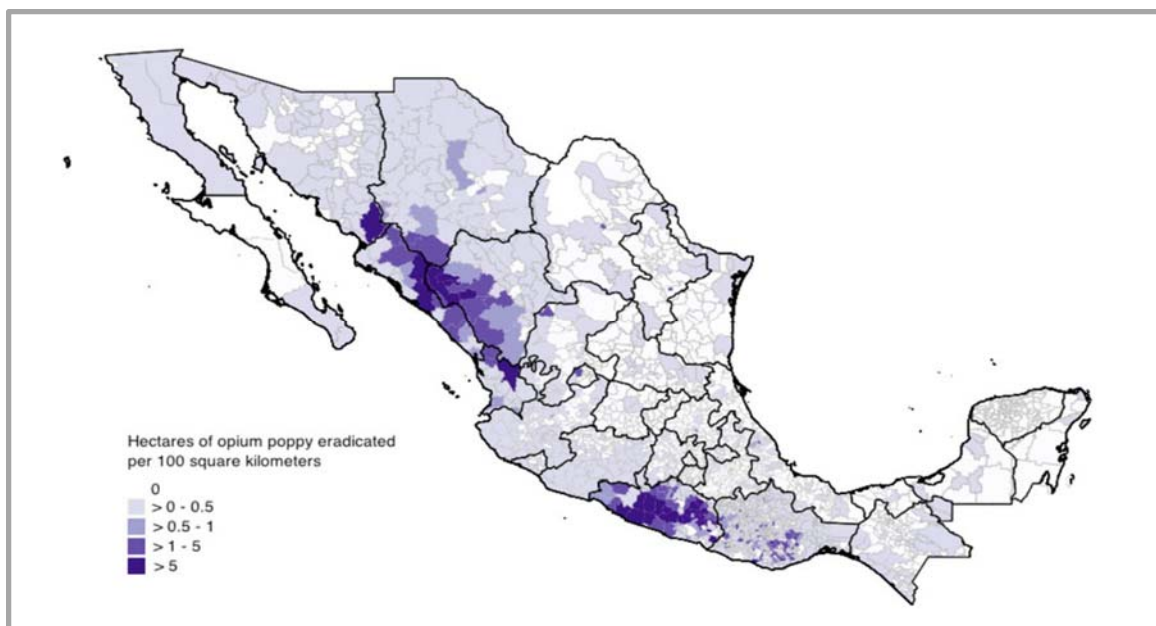 Hectares of opium poppy eradicated
per 100 square kilometers
0
> 0 - 0.5
> 0.5 - 1
> 1 - 5
> 5